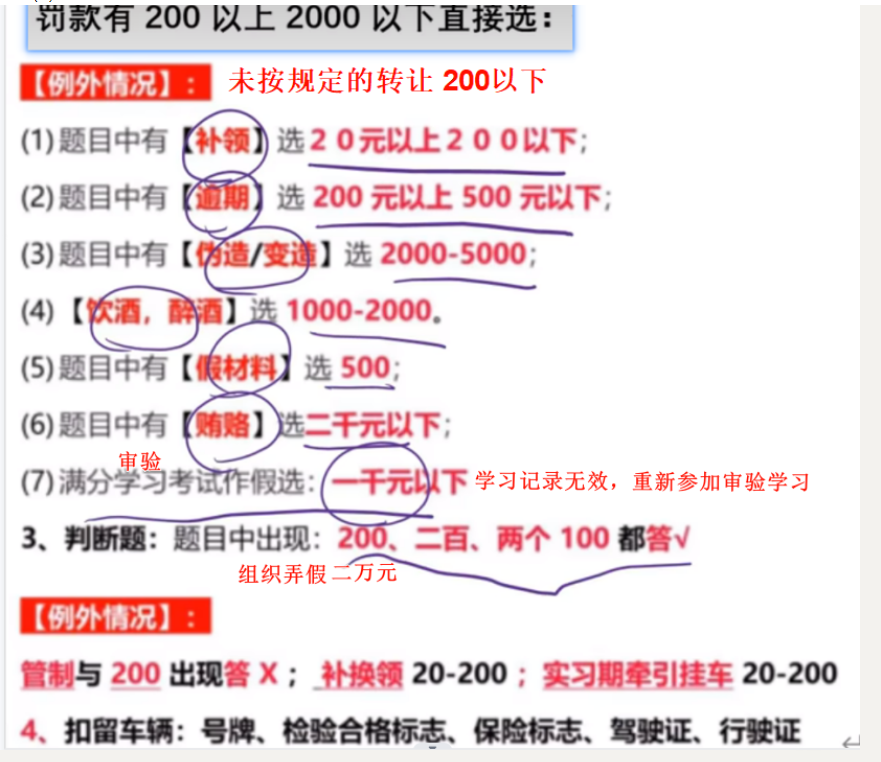 罚款有 200 以上 2000 以下直接选：
【例外情况】： 未按规定的转让 200以下
(1)题目中有【补领】选２０元以上２００以下；
(2)题目中有【逾期】选 200 元以上 500 元以下；
(3)题目中有【伪造/变造】选 2000-5000；
(4)【饮酒，醉酒】选 1000-2000。
(5)题目中有【假材料】选 500；
(6)题目中有【贿赂】选二千元以下；
审验
(7)满分学习考试作假选：一千元以下 学习记录无效，重新参加审验学习
3、判断题：题目中出现：200、二百、两个 100 都答√
组织弄假 二万元
【例外情况】：
管制与 200 出现答 X ； 补换领 20-200 ；实习期牵引挂车 20-200
4、扣留车辆：号牌、检验合格标志、保险标志、驾驶证、行驶证